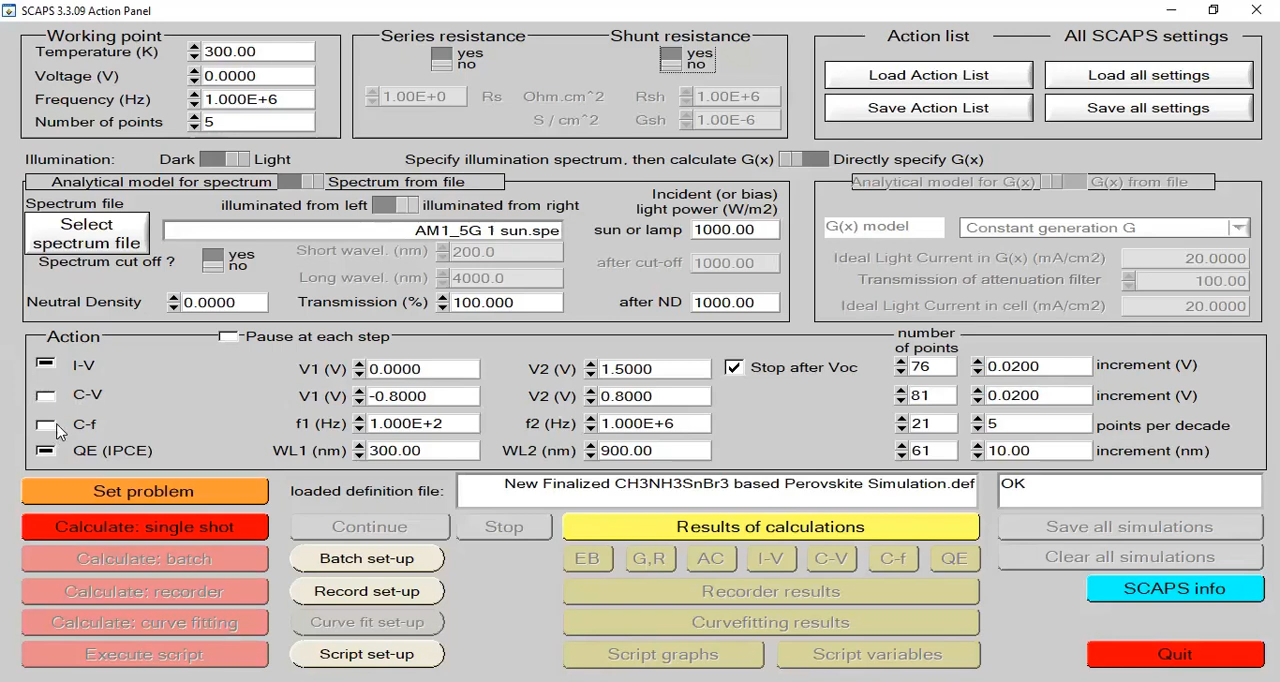 SCAPS 3.3.09 Action Panel
Working point
Temperature (K) 300.00
Voltage (V) 0.0000
Frequency (Hz) 1.000E+6
Number of points 5
Series resistance
yes
no
1.00E+0 Rs Ohm.cm^2
S / cm^2
Shunt resistance
yes
no
Rsh 1.00E+6
Gsh 1.00E-6
Action list
Load Action List
Save Action List
All SCAPS settings
Load all settings
Save all settings
Illumination: Dark Light
Specify illumination spectrum, then calculate G(x) Directly specify G(x)
Analytical model for spectrum Spectrum from file
Spectrum file
Select
spectrum file
illuminated from left illuminated from right
AM1_5G 1 sun.spe
Spectrum cut off ? yes
no
Short wavel. (nm) 200.0
Long wavel. (nm) 4000.0
Neutral Density 0.0000
Transmission (%) 100.000
Incident (or bias)
light power (W/m2)
sun or lamp 1000.00
after cut-off 1000.00
after ND 1000.00
Analytical model for G(x) G(x) from file
G(x) model Constant generation G
Ideal Light Current in G(x) (mA/cm2) 20.0000
Transmission of attenuation filter 100.00
Ideal Light Current in cell (mA/cm2) 20.0000
Action Pause at each step
number
of points
I-V V1 (V) 0.0000 V2 (V) 1.5000 Stop after Voc 76 0.0200 increment (V)
C-V V1 (V) -0.8000 V2 (V) 0.8000 81 0.0200 increment (V)
C-f f1 (Hz) 1.000E+2 f2 (Hz) 1.000E+6 21 5 points per decade
QE (IPCE) WL1 (nm) 300.00 WL2 (nm) 900.00 61 10.00 increment (nm)
Set problem
loaded definition file: New Finalized CH3NH3SnBr3 based Perovskite Simulation.def OK
Calculate: single shot Continue Stop Results of calculations Save all simulations
Calculate: batch Batch set-up EB G,R AC I-V C-V C-f QE Clear all simulations
Calculate: recorder Record set-up Recorder results SCAPS info
Calculate: curve fitting Curve fit set-up Curvefitting results
Execute script Script set-up Script graphs Script variables Quit